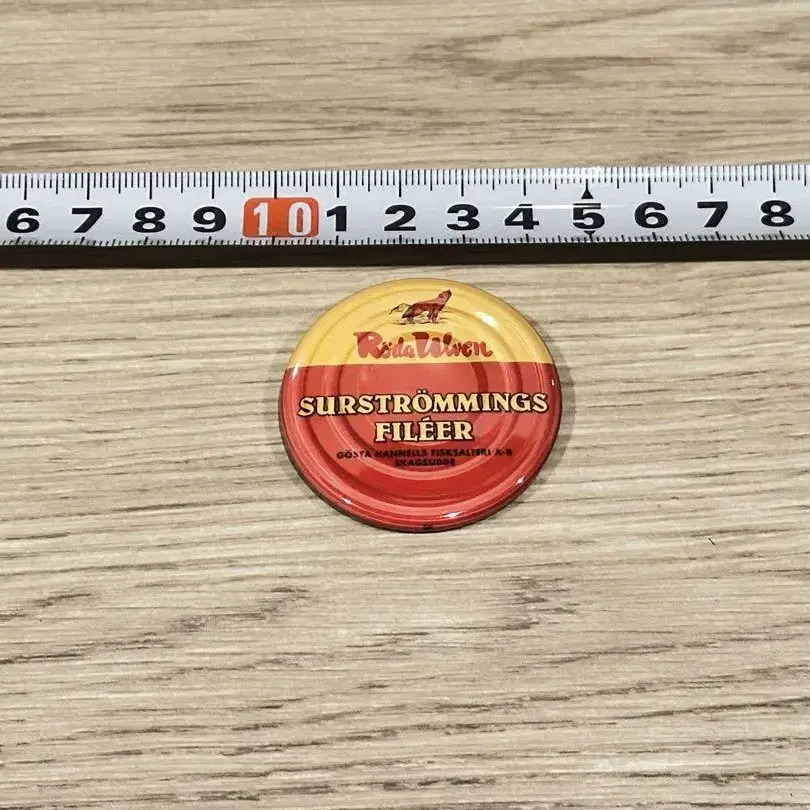 6 7 8 9 10 1 2 3 4 5 6 7 8
Röda Ulven
SURSTRÖMMINGS
FILÉER
GÖSTA HANNELLS FISKSALTERI A-B
SKAGSUDDE